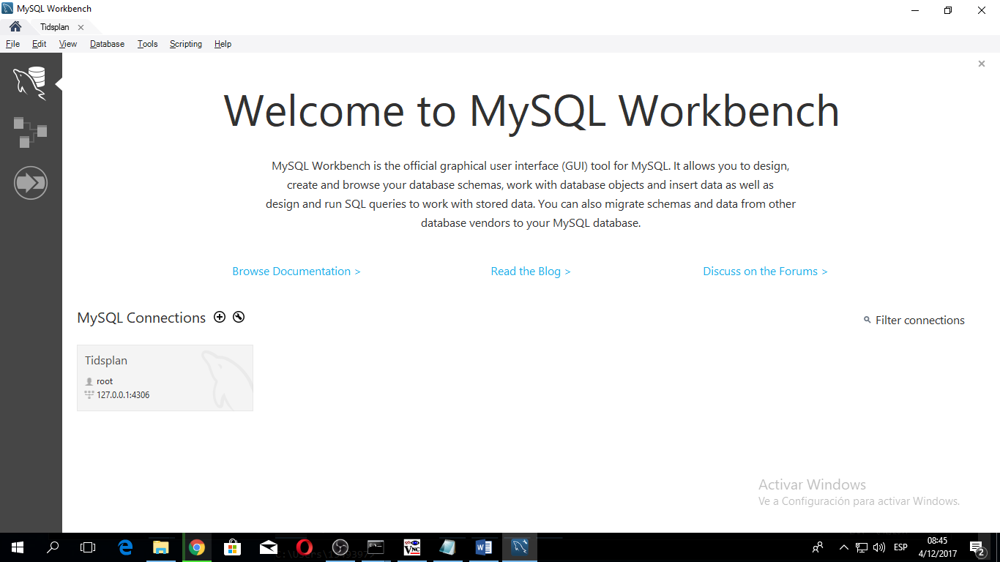 MySQL Workbench
Tidsplan
File Edit View Database Tools Scripting Help
Welcome to MySQL Workbench
MySQL Workbench is the official graphical user interface (GUI) tool for MySQL. It allows you to design,
create and browse your database schemas, work with database objects and insert data as well as
design and run SQL queries to work with stored data. You can also migrate schemas and data from other
database vendors to your MySQL database.
Browse Documentation > Read the Blog > Discuss on the Forums >
MySQL Connections
Filter connections
Tidsplan
root
127.0.0.1:4306
Activar Windows
Ve a Configuración para activar Windows.
VNC
ESP
08:45
4/12/2017
2